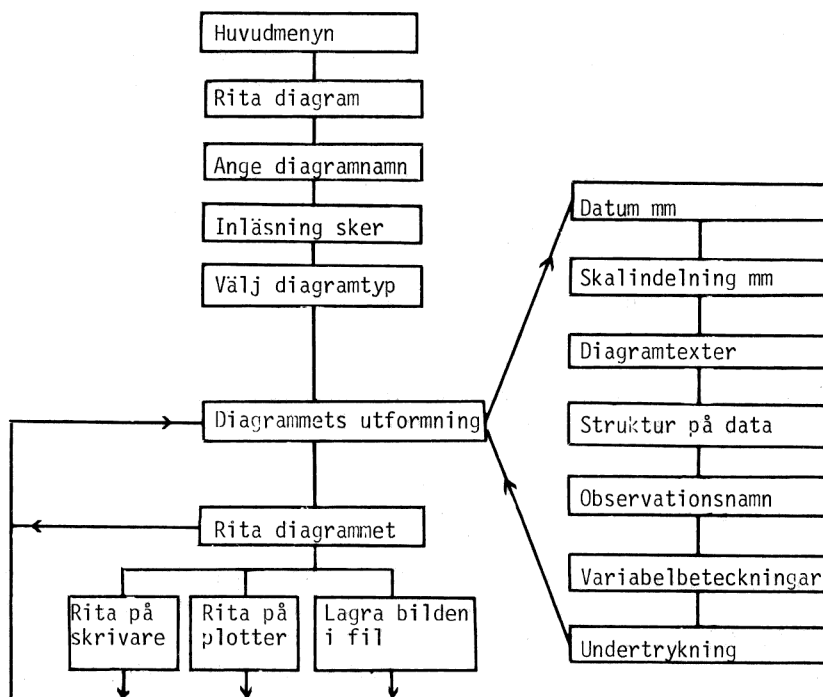 Huvudmenyn
Rita diagram
Ange diagramnamn
Inläsning sker
Välj diagramtyp
Diagrammets utformning
Rita diagrammet
Rita på
skrivare
Rita på
plotter
Lagra bilden
i fil
Datum mm
Skalindelning mm
Diagramtexter
Struktur på data
Observationsnamn
Variabelbeteckningar
Undertrykning